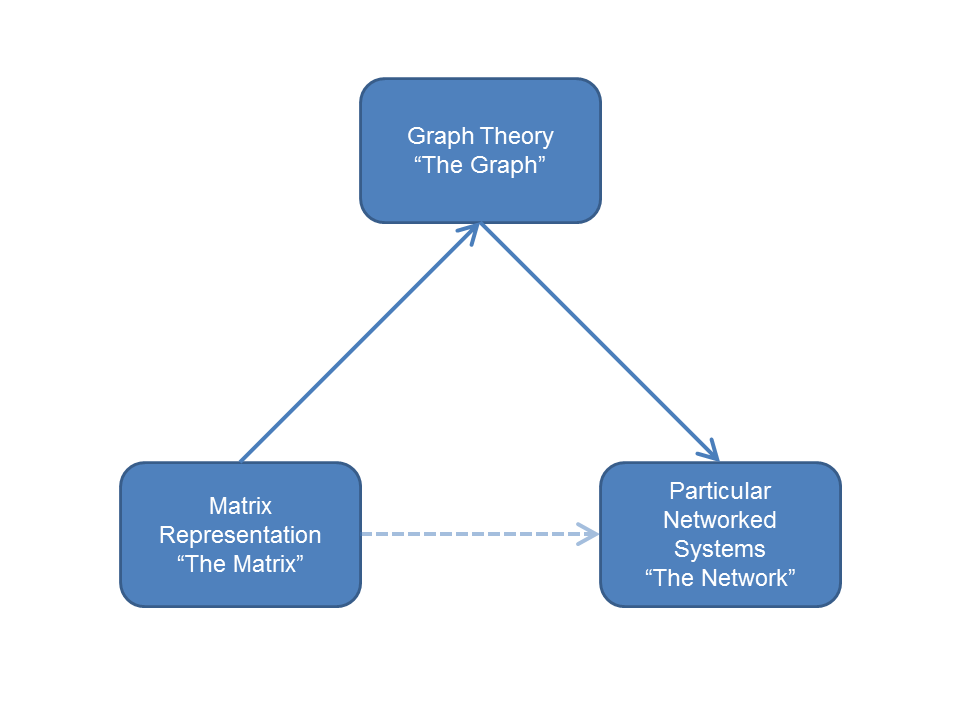 Graph Theory
“The Graph”
Matrix
Representation
“The Matrix”
Particular
Networked
Systems
“The Network”